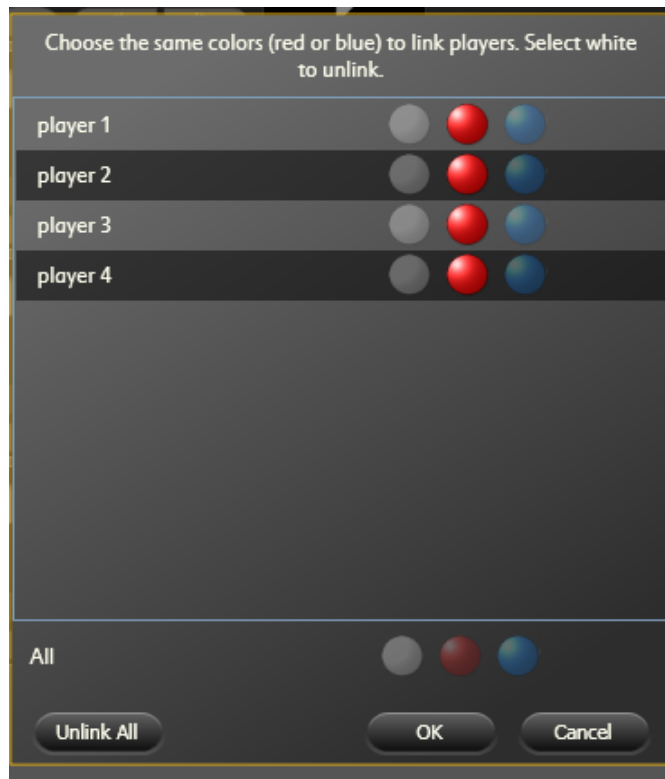 Choose the same colors (red or blue) to link players. Select white
to unlink.
player 1
player 2
player 3
player 4
All
Unlink All OK Cancel